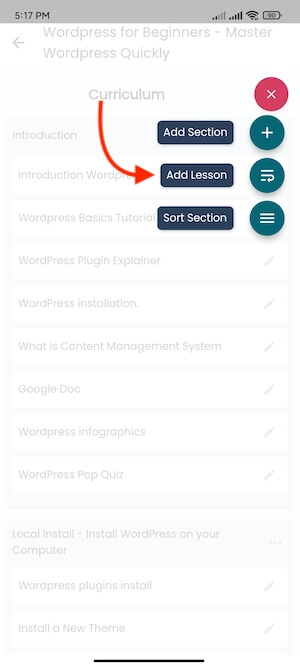 5:17 PM
90
Wordpress for Beginners - Master
Wordpress Quickly
Curriculum
Introduction
Add Section
Introduction Wordpre
Add Lesson
Wordpress Basics Tutorial
Sort Section
WordPress Plugin Explainer
WordPress installation.
What is Content Management System
Google Doc
Wordpress infographics
WordPress Pop Quiz
Local Install - Install WordPress on your
Computer
Wordpress plugins install
Install a New Theme